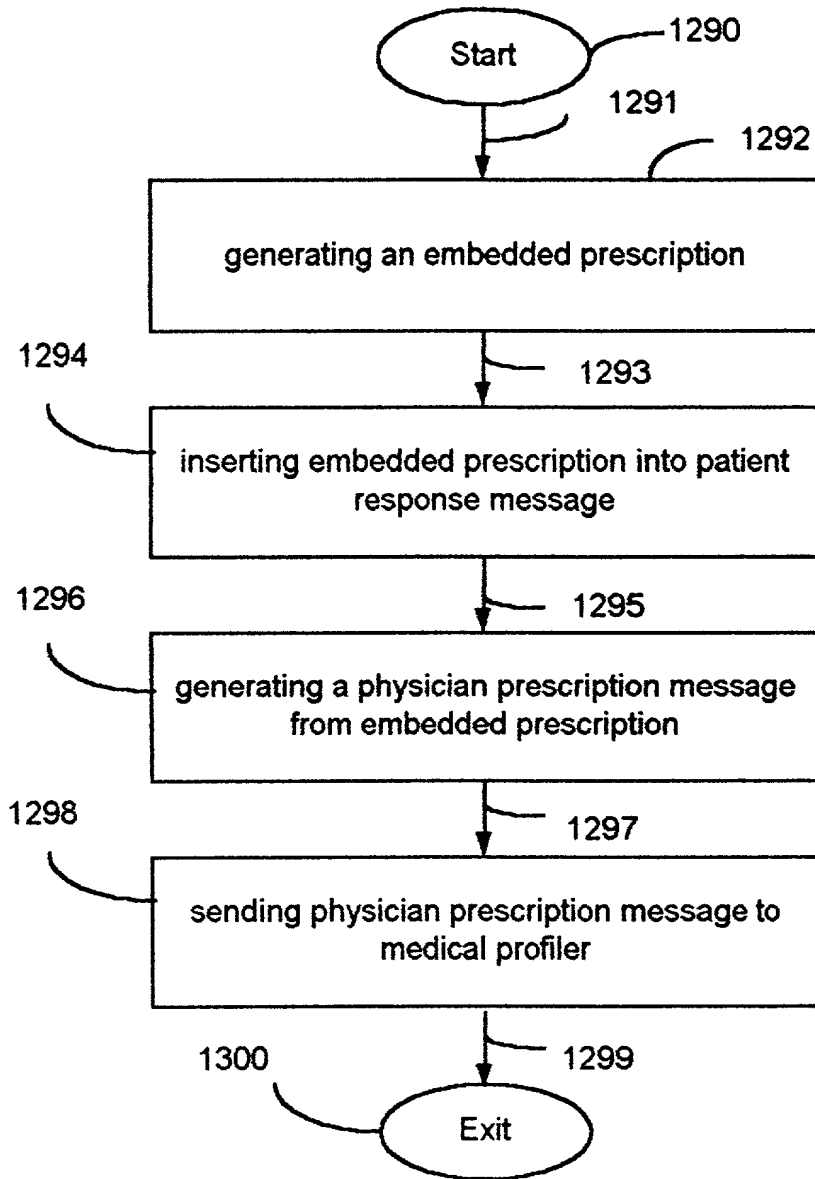 Start
1290
1291
1292
generating an embedded prescription
1293
1294
inserting embedded prescription into patient
response message
1295
1296
generating a physician prescription message
from embedded prescription
1297
1298
sending physician prescription message to
medical profiler
1299
1300
Exit